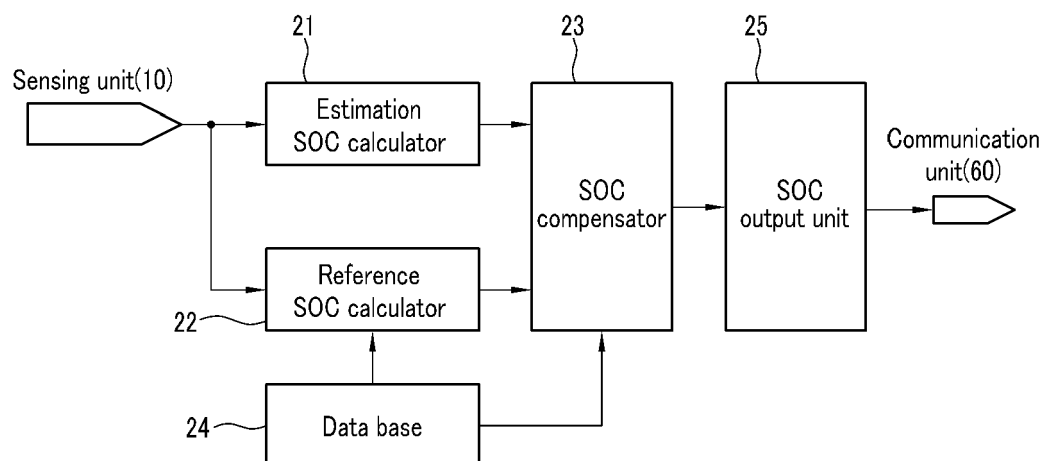 21
23
25
Sensing unit(10)
Estimation
SOC calculator
Communication
unit(60)
SOC
compensator
SOC
output unit
Reference
SOC calculator
22
24
Data base